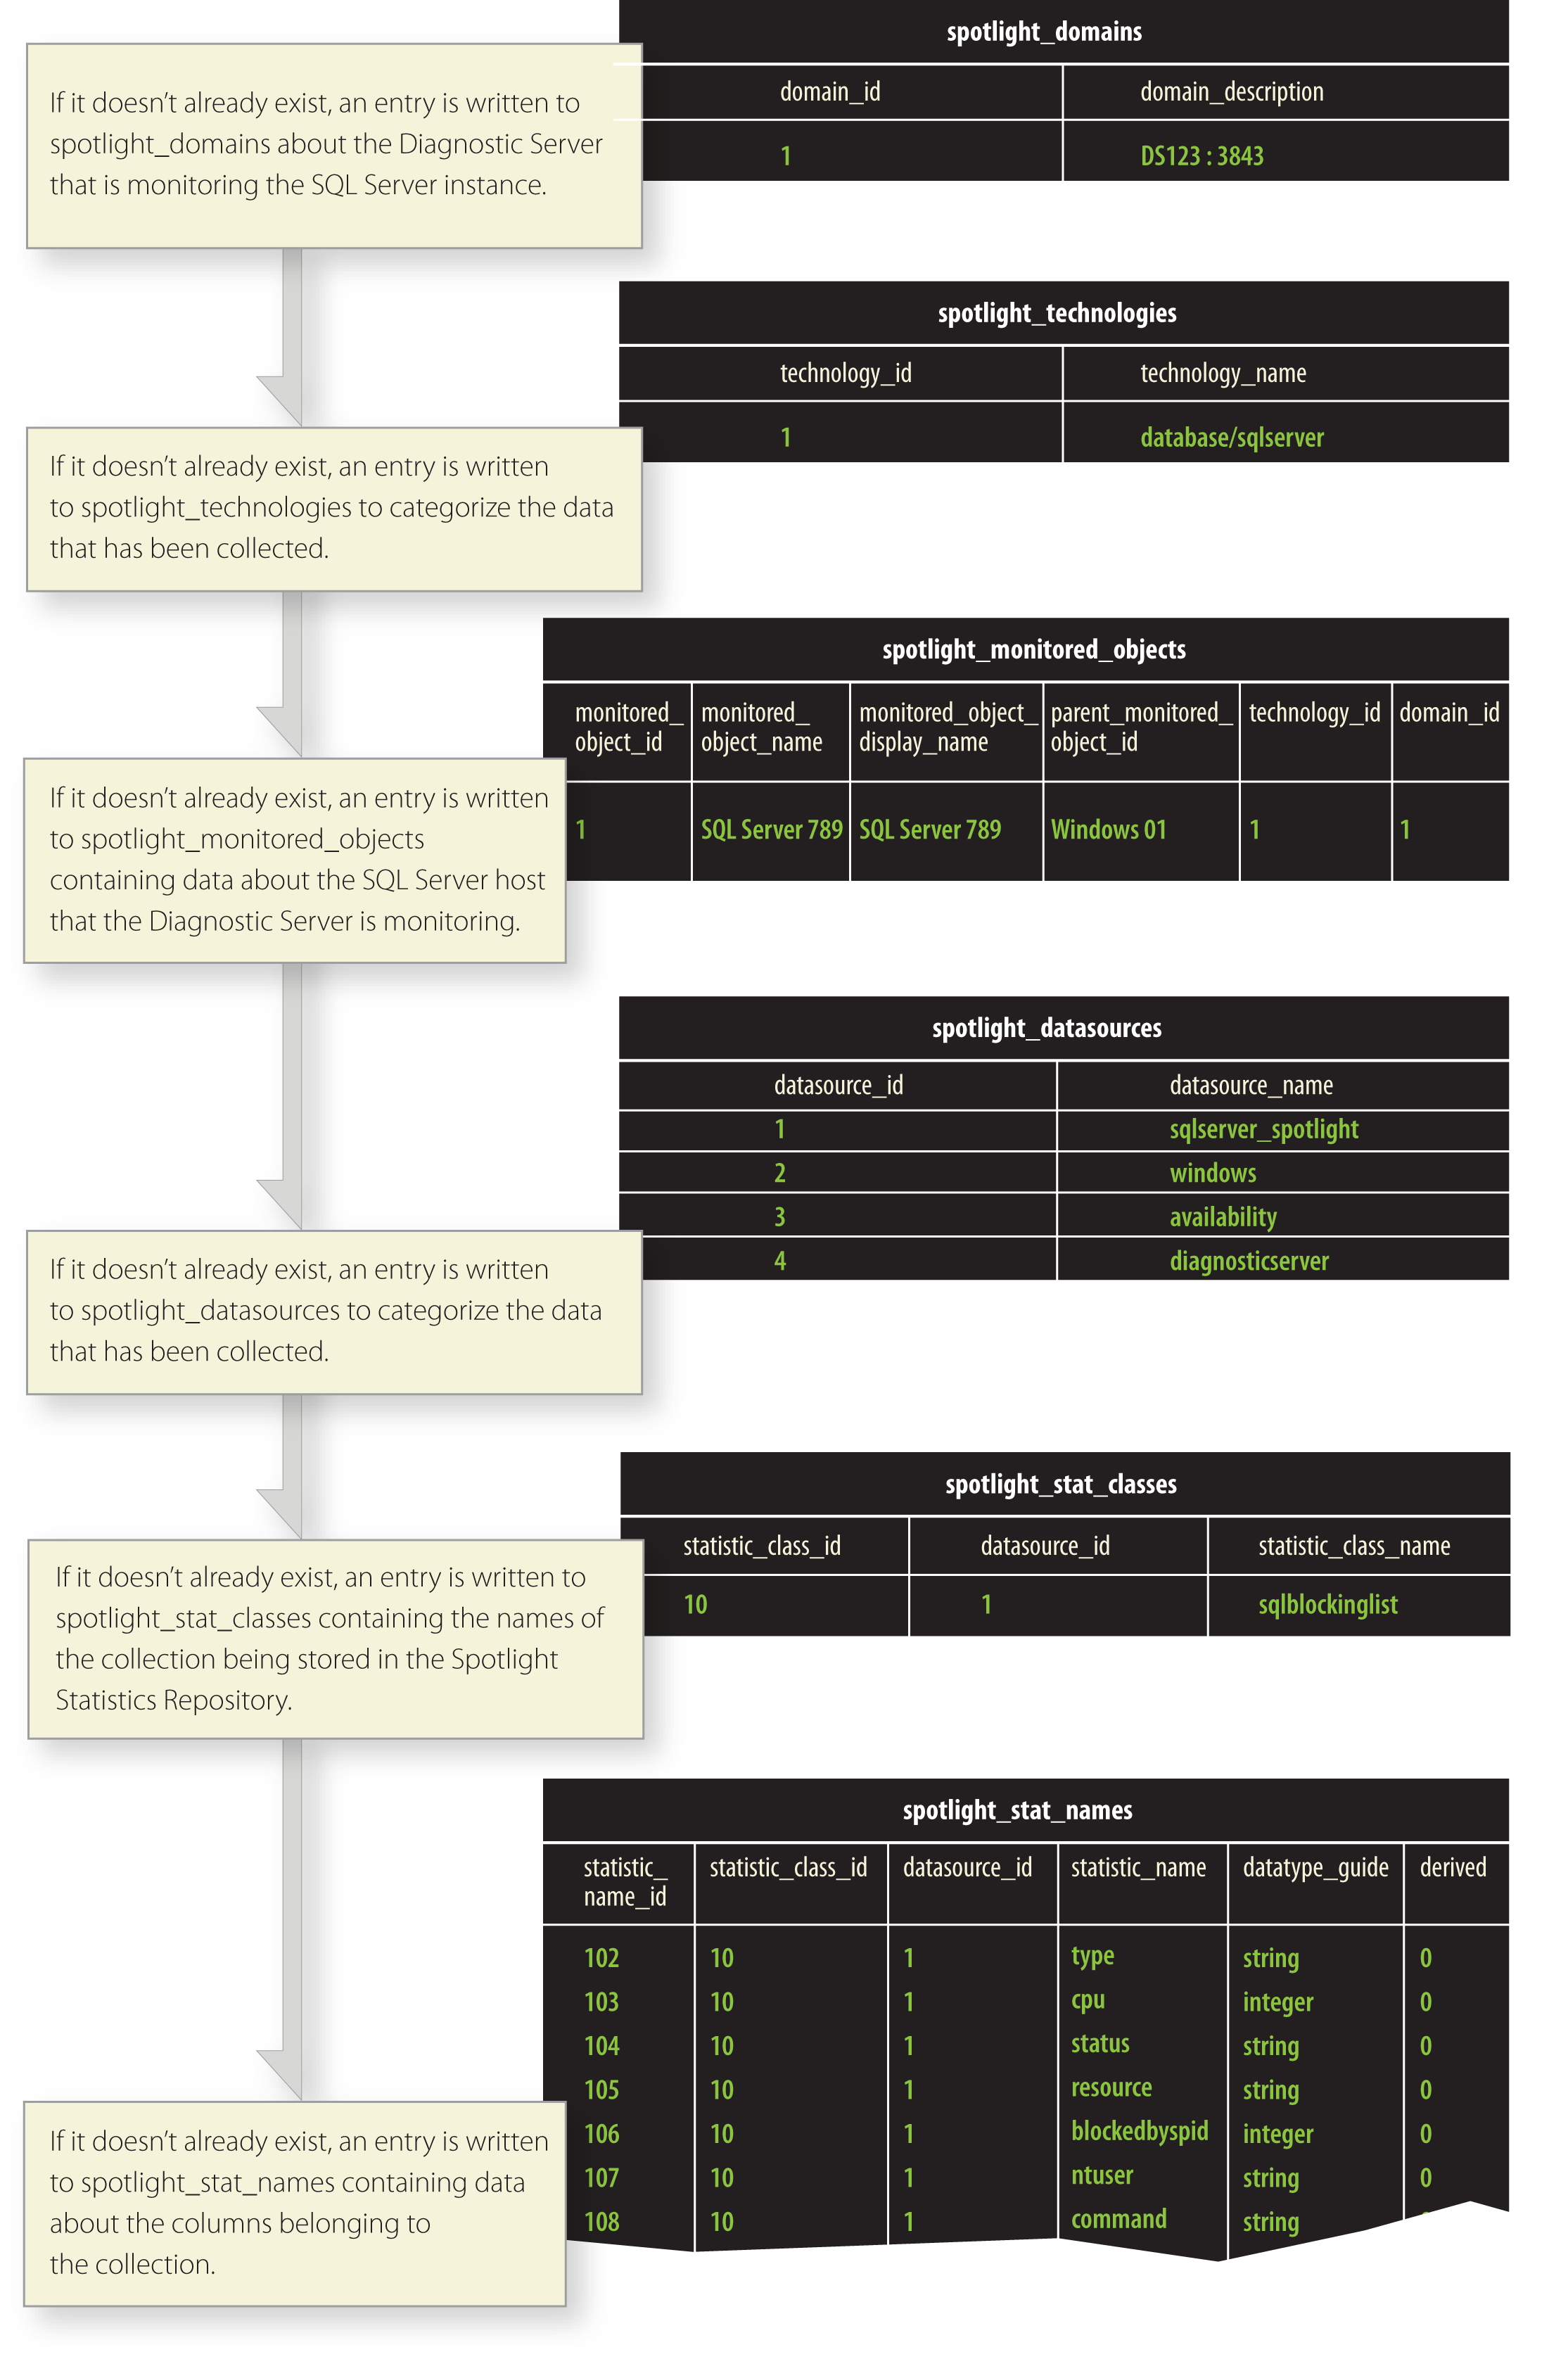 spotlight_domains
domain_id domain_description
1 DS123 : 3843
If it doesn’t already exist, an entry is written to
spotlight_domains about the Diagnostic Server
that is monitoring the SQL Server instance.
spotlight_technologies
technology_id technology_name
1 database/sqlserver
If it doesn’t already exist, an entry is written
to spotlight_technologies to categorize the data
that has been collected.
spotlight_monitored_objects
monitored_ monitored_ monitored_object_ parent_monitored_ technology_id domain_id
object_id object_name display_name object_id
1 SQL Server 789 SQL Server 789 Windows 01 1 1
If it doesn’t already exist, an entry is written
to spotlight_monitored_objects
containing data about the SQL Server host
that the Diagnostic Server is monitoring.
spotlight_datasources
datasource_id datasource_name
1 sqlserver_spotlight
2 windows
3 availability
4 diagnosticserver
If it doesn’t already exist, an entry is written
to spotlight_datasources to categorize the data
that has been collected.
spotlight_stat_classes
statistic_class_id datasource_id statistic_class_name
10 1 sqlblockinglist
If it doesn’t already exist, an entry is written to
spotlight_stat_classes containing the names of
the collection being stored in the Spotlight
Statistics Repository.
spotlight_stat_names
statistic_ statistic_class_id datasource_id statistic_name datatype_guide derived
name_id
102 10 1 type string 0
103 10 1 cpu integer 0
104 10 1 status string 0
105 10 1 resource string 0
106 10 1 blockedbyspid integer 0
107 10 1 ntuser string 0
108 10 1 command string
If it doesn’t already exist, an entry is written
to spotlight_stat_names containing data
about the columns belonging to
the collection.